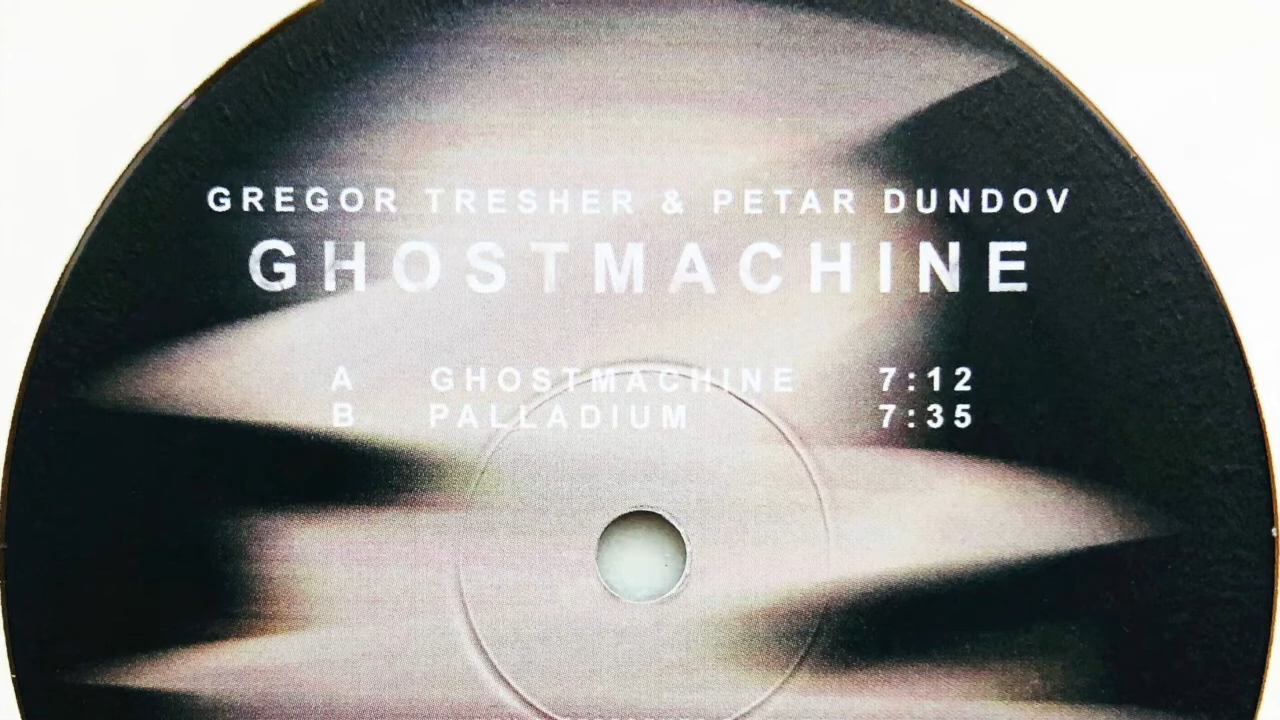 GREGOR TRESHER & PETAR DUNDOV
GHOSTMACHINE
A GHOSTMACHINE 7:12
B PALLADIUM 7:35